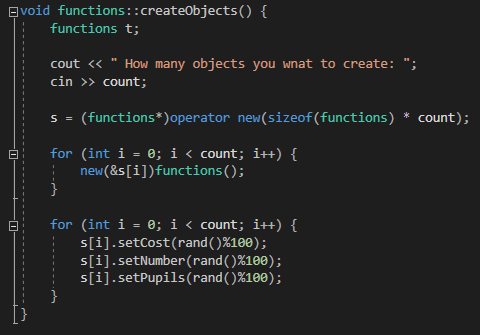 void functions::createObjects() {
functions t;
cout << " How many objects you wnat to create: ";
cin >> count;
s = (functions*)operator new(sizeof(functions) * count);
for (int i = 0; i < count; i++) {
new(&s[i])functions();
}
for (int i = 0; i < count; i++) {
s[i].setCost(rand()%100);
s[i].setNumber(rand()%100);
s[i].setPupils(rand()%100);
}
}